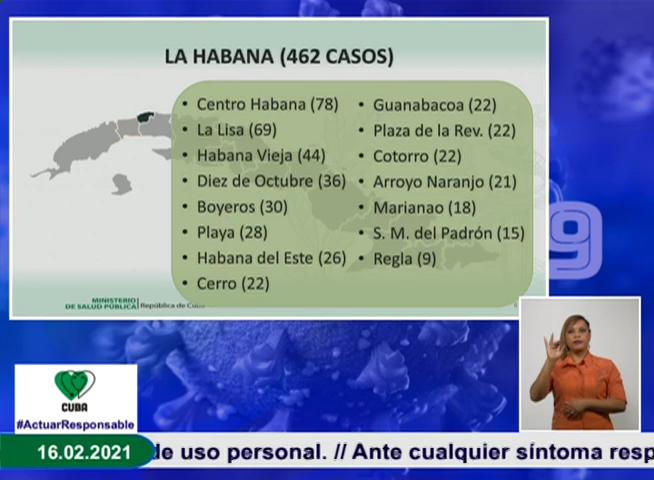 LA HABANA (462 CASOS)
• Centro Habana (78)
• La Lisa (69)
• Habana Vieja (44)
• Diez de Octubre (36)
• Boyeros (30)
• Playa (28)
• Habana del Este (26)
• Cerro (22)
• Guanabacoa (22)
• Plaza de la Rev. (22)
• Cotorro (22)
• Arroyo Naranjo (21)
• Marianao (18)
• S. M. del Padrón (15)
• Regla (9)
MINISTERIO
DE SALUD PÚBLICA República de Cuba
9
CUBA
#ActuarResponsable
16.02.2021 de uso personal. // Ante cualquier síntoma resp